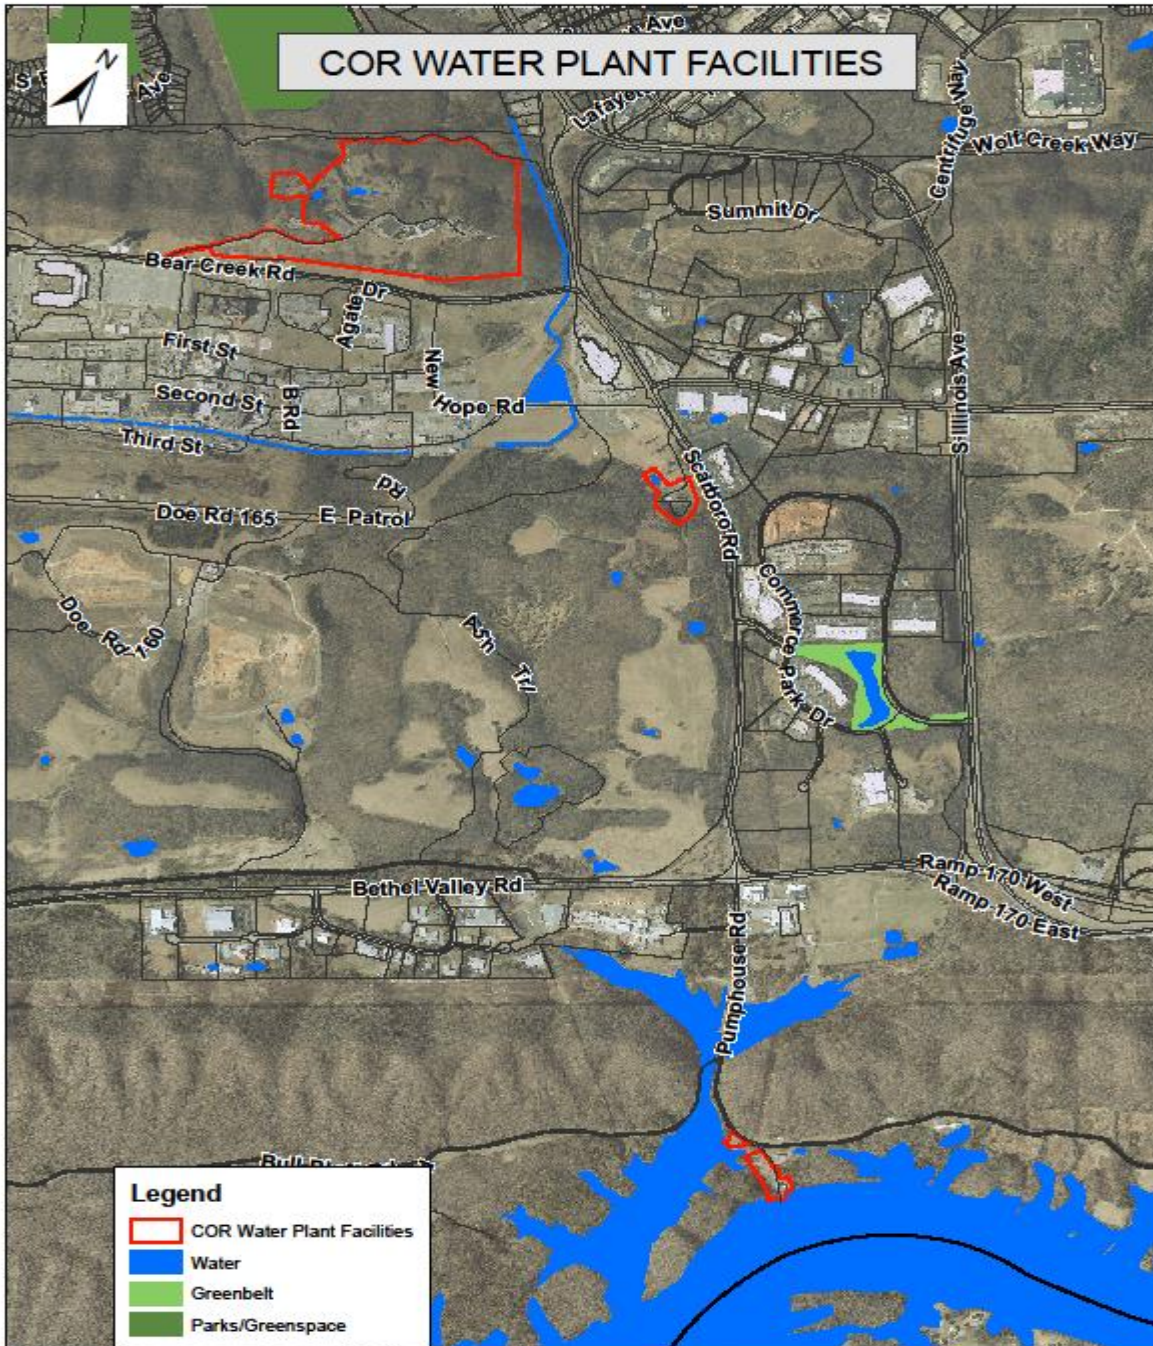 Ave
COR WATER PLANT FACILITIES
N
S
Ave
Centrifuge Way
Wolf Creek Way
Summit Dr
Bear Creek Rd
Agate Dr
First St
New Hope Rd
Second St
B Rd
Third St
S Illinois Ave
Scarboro Rd
Rd
Doe Rd 165
E Patrol
Commerce Park Dr
Doe Rd 160
Trl
Bethel Valley Rd
Ramp 170 West
Ramp 170 East
Pumphouse Rd
Legend
COR Water Plant Facilities
Water
Greenbelt
Parks/Greenspace